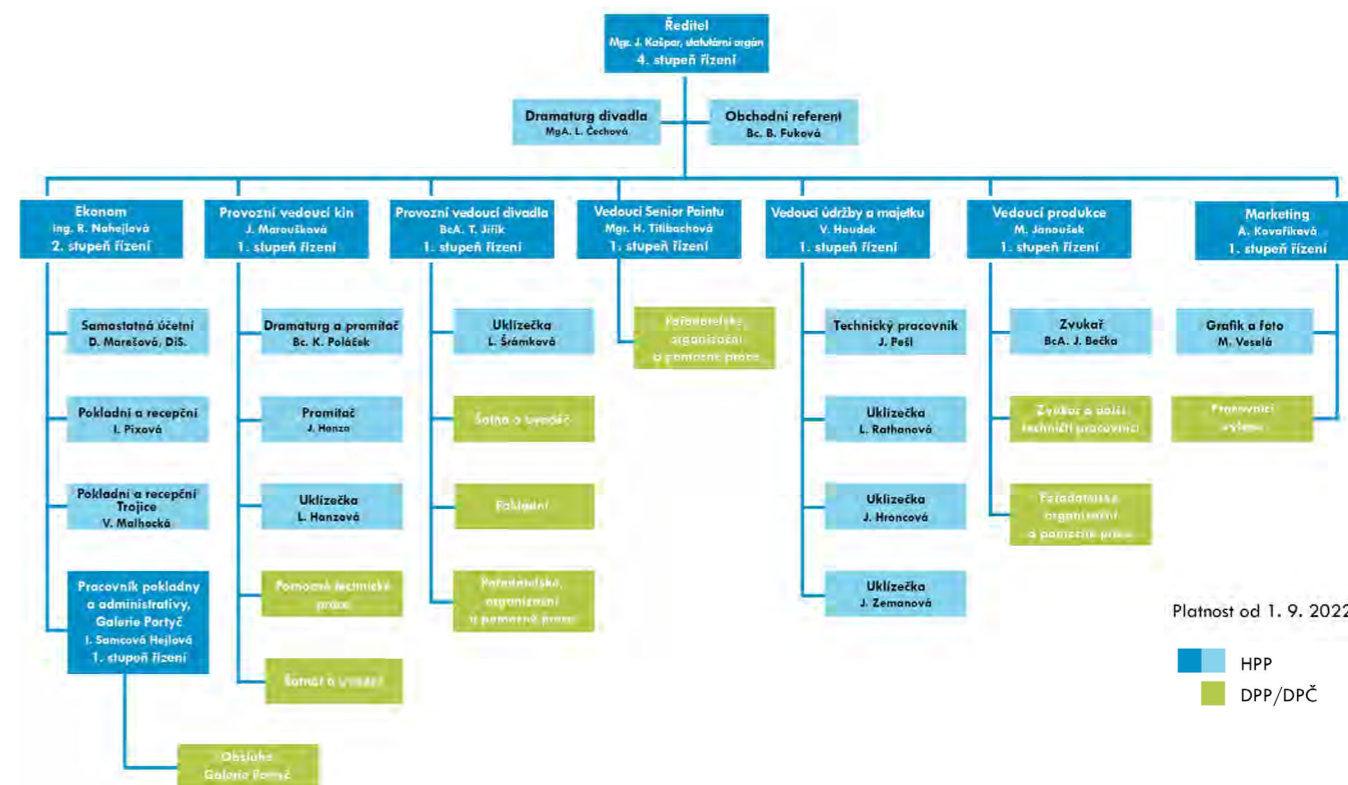 Ředitel
Mgr. J. Kašpar, statutární orgán
4. stupeň řízení
Dramaturg divadla
MgA. L. Čechová
Obchodní referent
Bc. B. Fuková
Ekonom
Ing. R. Nohejlová
2. stupeň řízení
Provozní vedoucí kin
J. Maroušková
1. stupeň řízení
Provozní vedoucí divadla
BcA. T. Jiřík
1. stupeň řízení
Vedoucí Senior Pointu
Mgr. H. Tillbachová
1. stupeň řízení
Vedoucí údržby a majetku
V. Houdek
1. stupeň řízení
Vedoucí produkce
M. Janoušek
1. stupeň řízení
Marketing
A. Kovaříková
1. stupeň řízení
Samostatná účetní
D. Marešová, DiS.
Dramaturg a promítač
Bc. K. Poláček
Uklízečka
L. Šrámková
Pořadatelské,
organizační
a pomocné práce
Technický pracovník
J. Pešl
Zvukař
BcA. J. Bečka
Grafik a foto
M. Veselá
Pokladní a recepční
I. Pixová
Promítač
J. Hanza
Šatna a uvaděč
Uklízečka
L. Rathanová
Zvukař a další
techničtí pracovníci
Pracovníci
výlepu
Pokladní a recepční
Trojice
V. Malhocká
Uklízečka
L. Hanzová
Pokladní
Uklízečka
J. Hroncová
Pořadatelské,
organizační
a pomocné práce
Pracovník pokladny
a administrativy,
Galerie Portyč
I. Samcová Hejlová
1. stupeň řízení
Pomocné technické
práce
Pořadatelské,
organizační
a pomocné práce
Uklízečka
J. Zemanová
Šatnář a uvaděč
Obsluha
Galerie Portyč
Platnost od 1. 9. 2022
HPP
DPP/DPČ